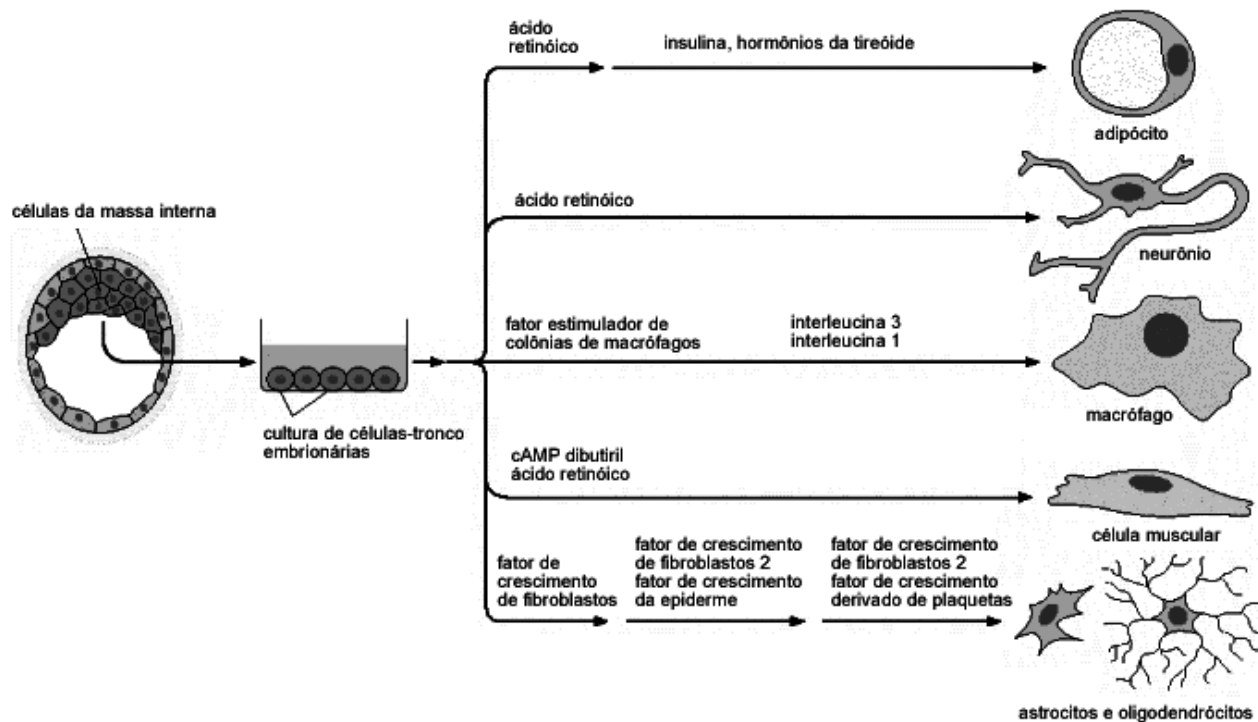 ácido
retinóico
insulina, hormônios da tireóide
adipócito
ácido retinóico
neurônio
células da massa interna
fator estimulador de
colônias de macrófagos
interleucina 3
interleucina 1
macrófago
cultura de células-tronco
embrionárias
cAMP dibutiril
ácido retinóico
célula muscular
fator de
crescimento
de fibroblastos
fator de crescimento
de fibroblastos 2
fator de crescimento
da epiderme
fator de crescimento
de fibroblastos 2
fator de crescimento
derivado de plaquetas
astrocitos e oligodendrócitos